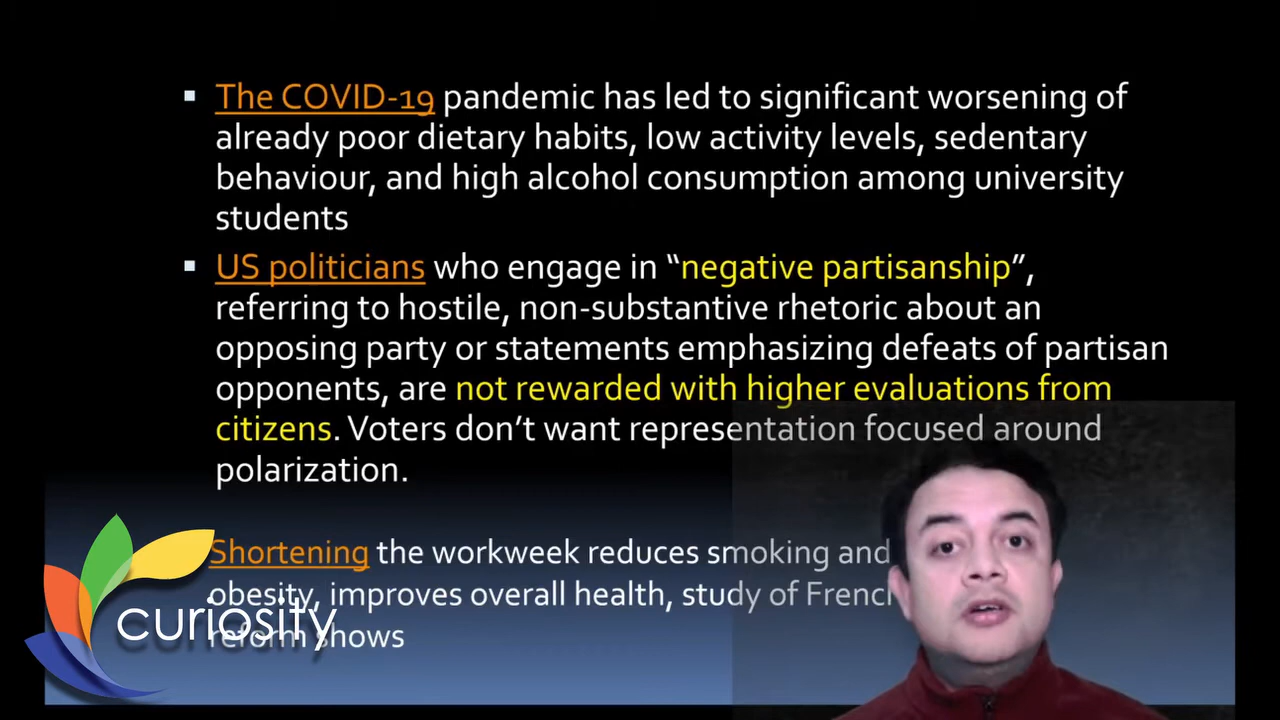 The COVID-19 pandemic has led to significant worsening of
already poor dietary habits, low activity levels, sedentary
behaviour, and high alcohol consumption among university
students
US politicians who engage in “negative partisanship”,
referring to hostile, non-substantive rhetoric about an
opposing party or statements emphasizing defeats of partisan
opponents, are not rewarded with higher evaluations from
citizens. Voters don’t want representation focused around
polarization.
Shortening the workweek reduces smoking and
obesity, improves overall health, study of French
reform shows
curiosity